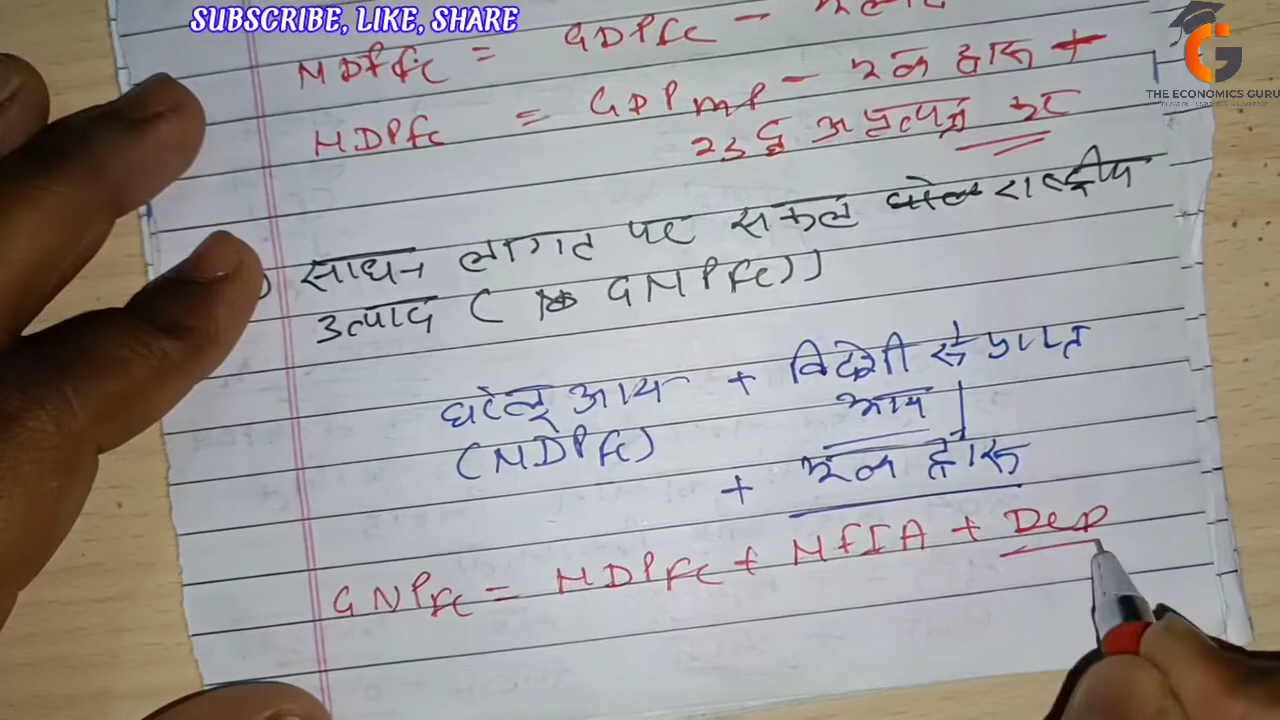 SUBSCRIBE, LIKE, SHARE
THE ECONOMICS GURU
NDPfc = GDPfc -
NDPfc = GDPmp - मूल्य ह्रास +
शुद्ध अप्रत्यक्ष कर
साधन लागत पर सकल राष्ट्रीय
उत्पाद ( GNPfc))
घरेलू आय + विदेशों से प्राप्त
(NDPfc) आय
+ मूल्य ह्रास
GNPfc = NDPfc + NFIA + Dep